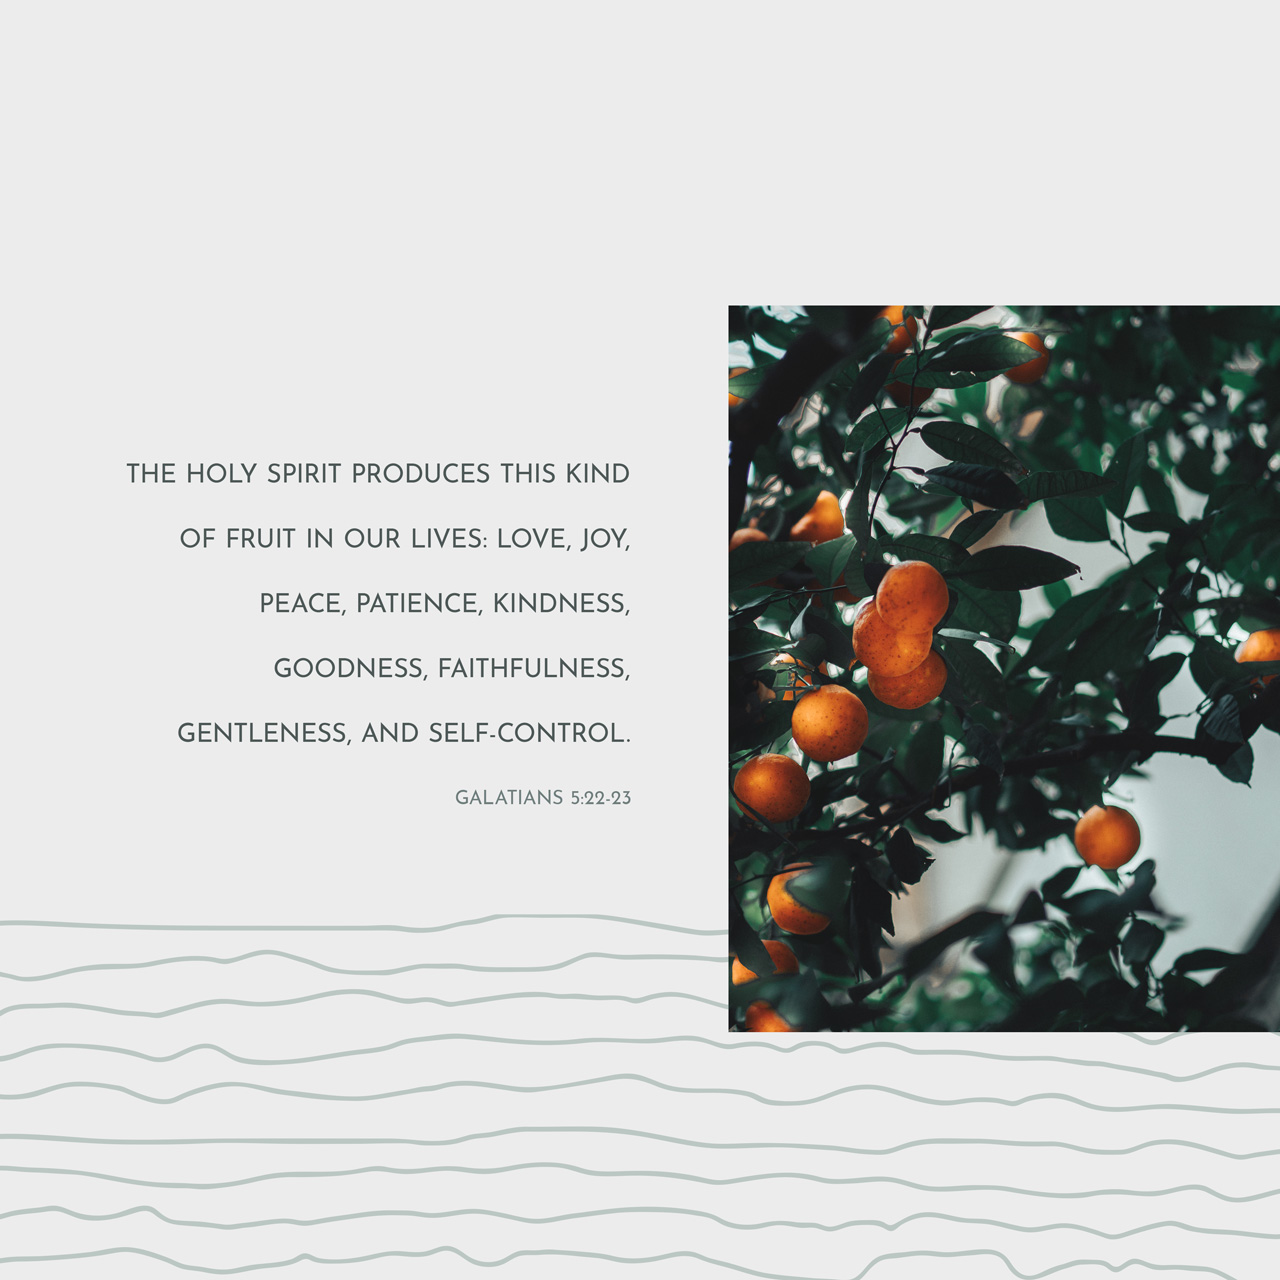 THE HOLY SPIRIT PRODUCES THIS KIND
OF FRUIT IN OUR LIVES: LOVE, JOY,
PEACE, PATIENCE, KINDNESS,
GOODNESS, FAITHFULNESS,
GENTLENESS, AND SELF-CONTROL.
GALATIANS 5:22-23